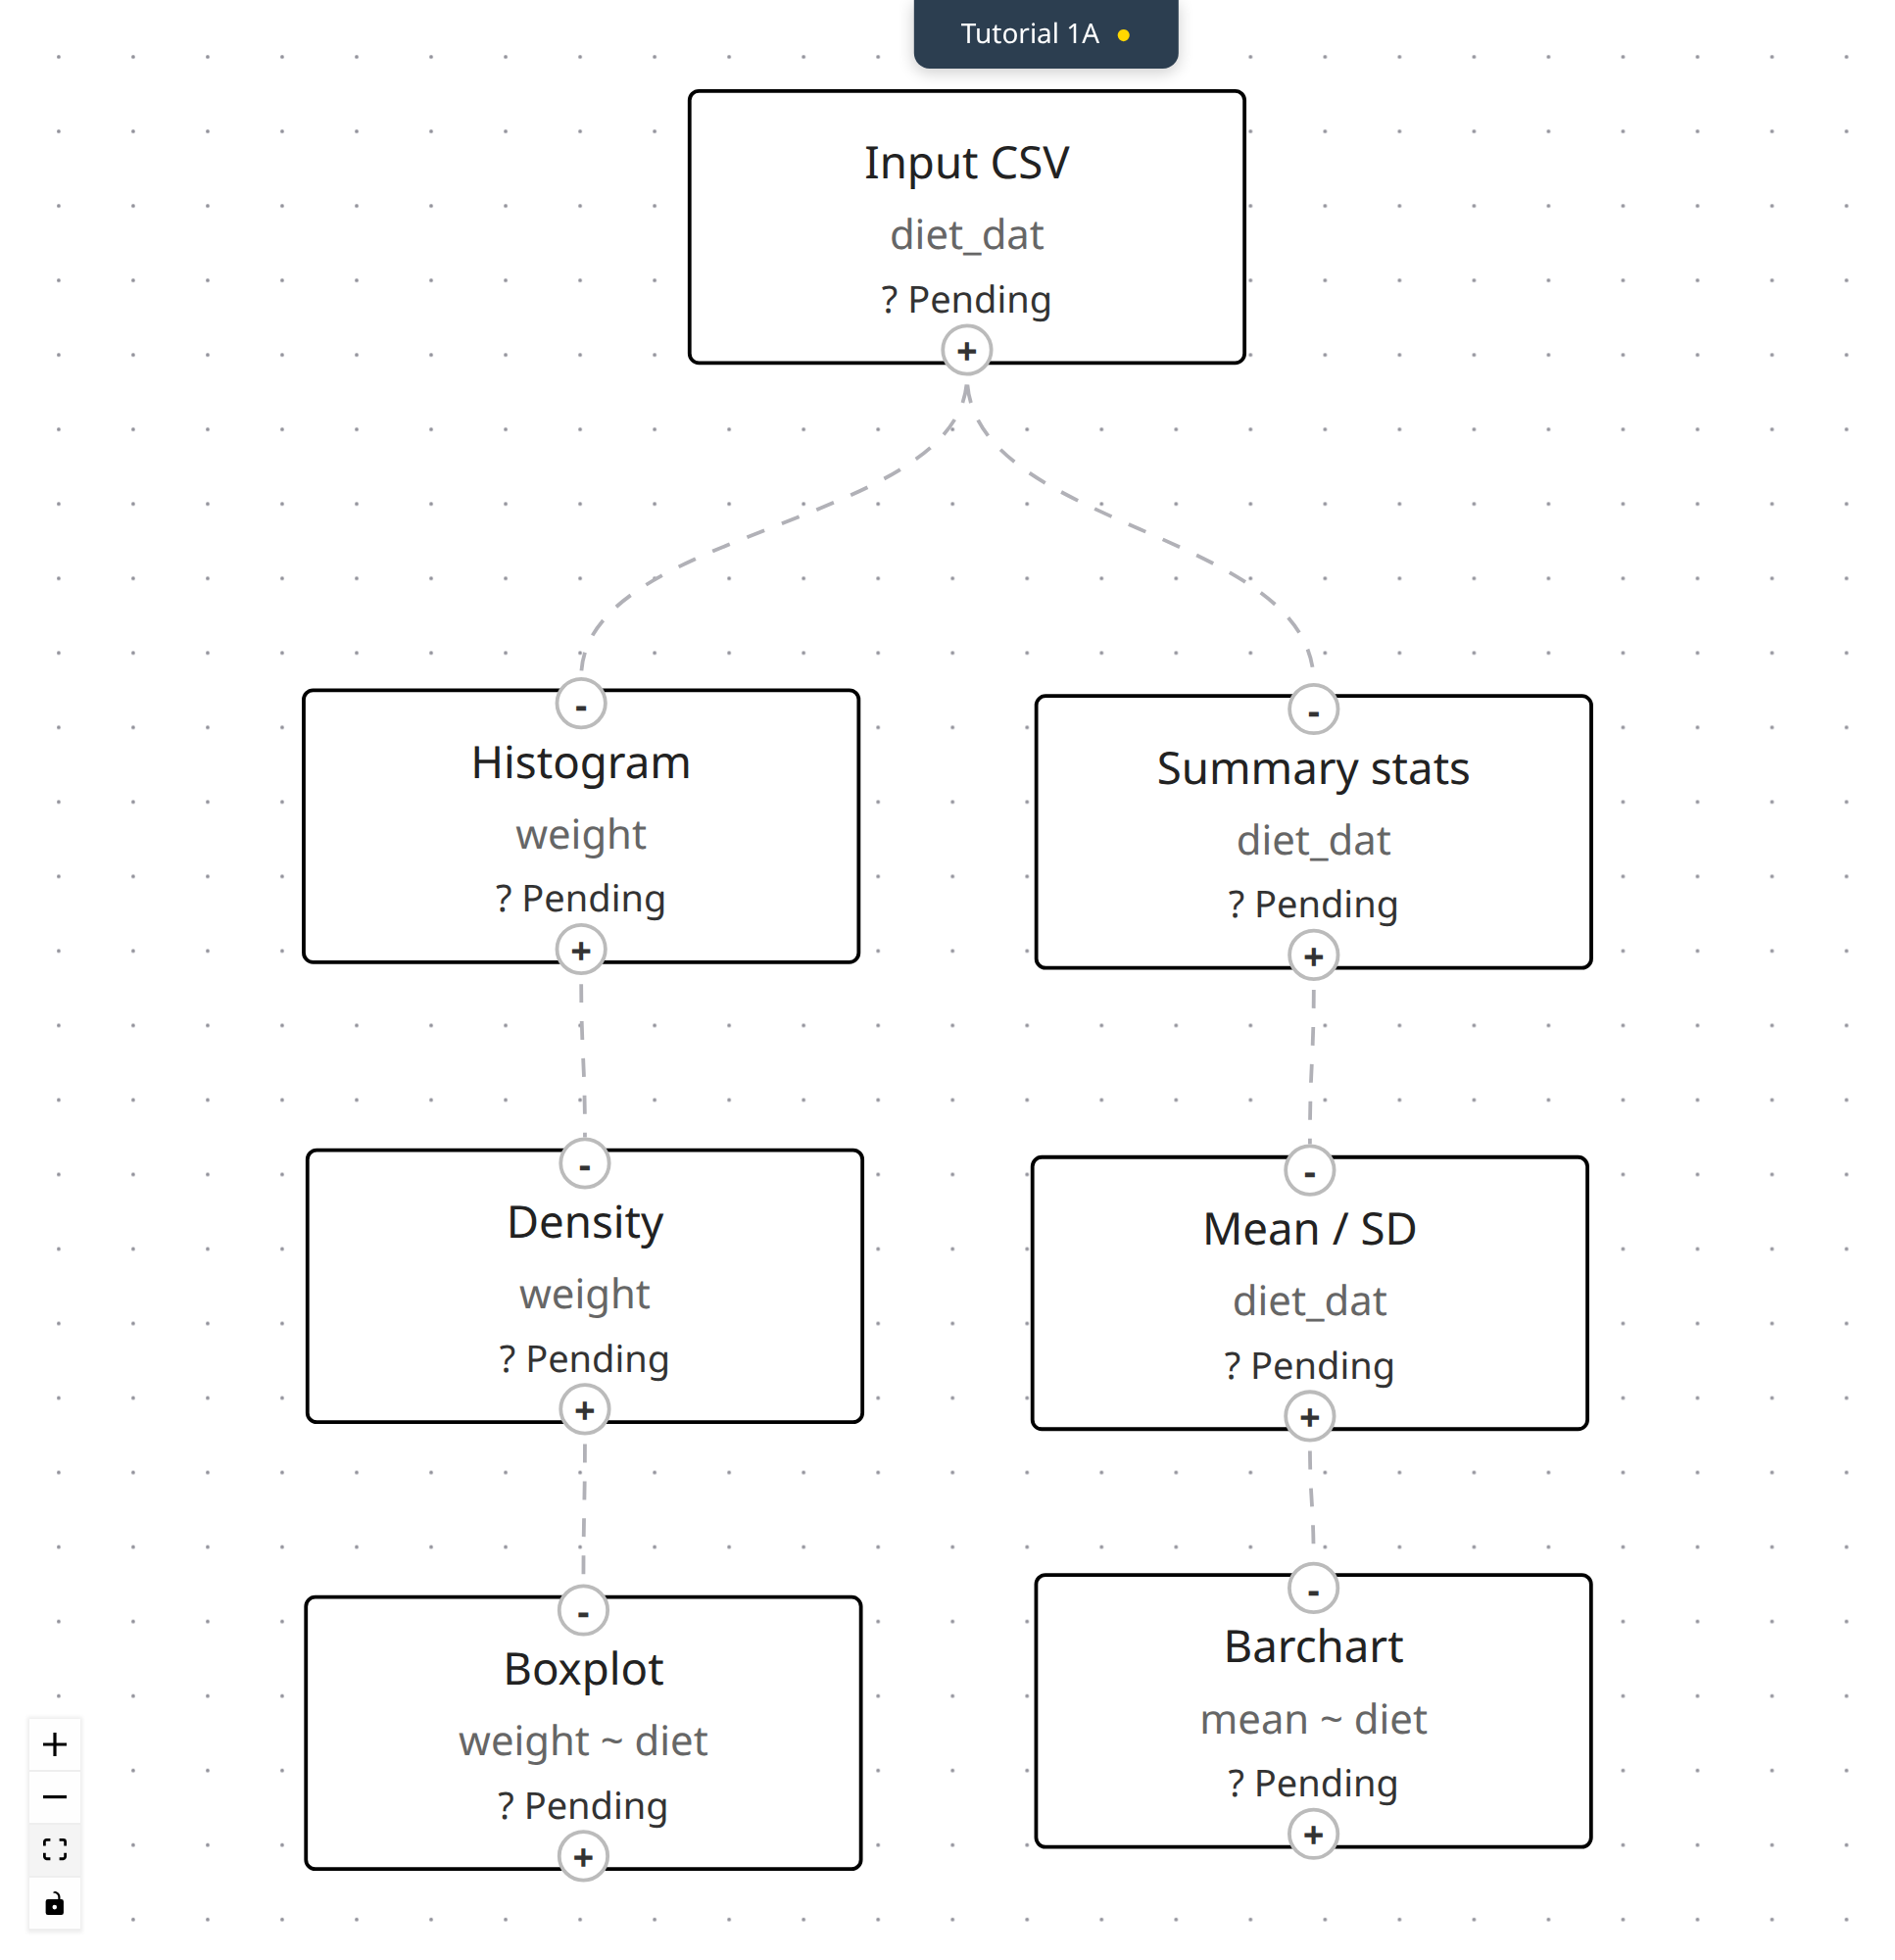 Tutorial 1A
Input CSV
diet_dat
? Pending
+
-
Histogram
weight
? Pending
+
-
Summary stats
diet_dat
? Pending
+
-
Density
weight
? Pending
+
-
Mean / SD
diet_dat
? Pending
+
-
Boxplot
weight ~ diet
? Pending
+
-
Barchart
mean ~ diet
? Pending
+